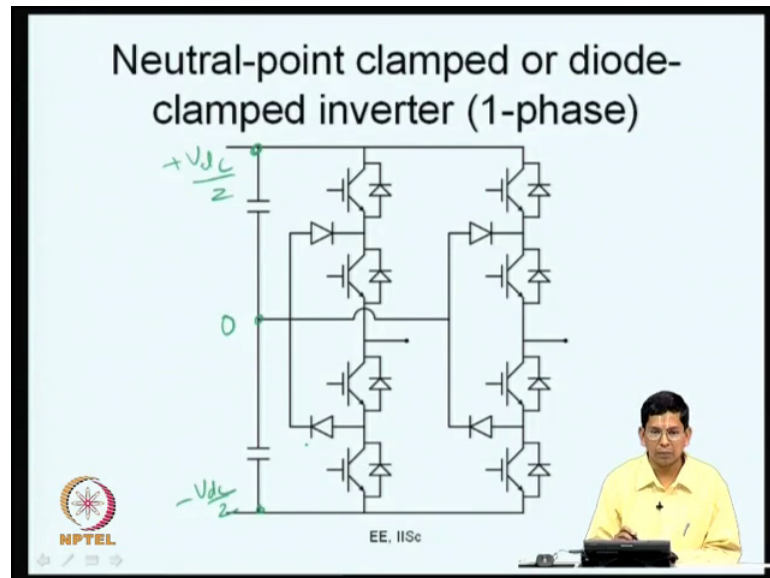 Neutral-point clamped or diode-
clamped inverter (1-phase)
+Vdc/2
0
-Vdc/2
NPTEL
EE, IISc